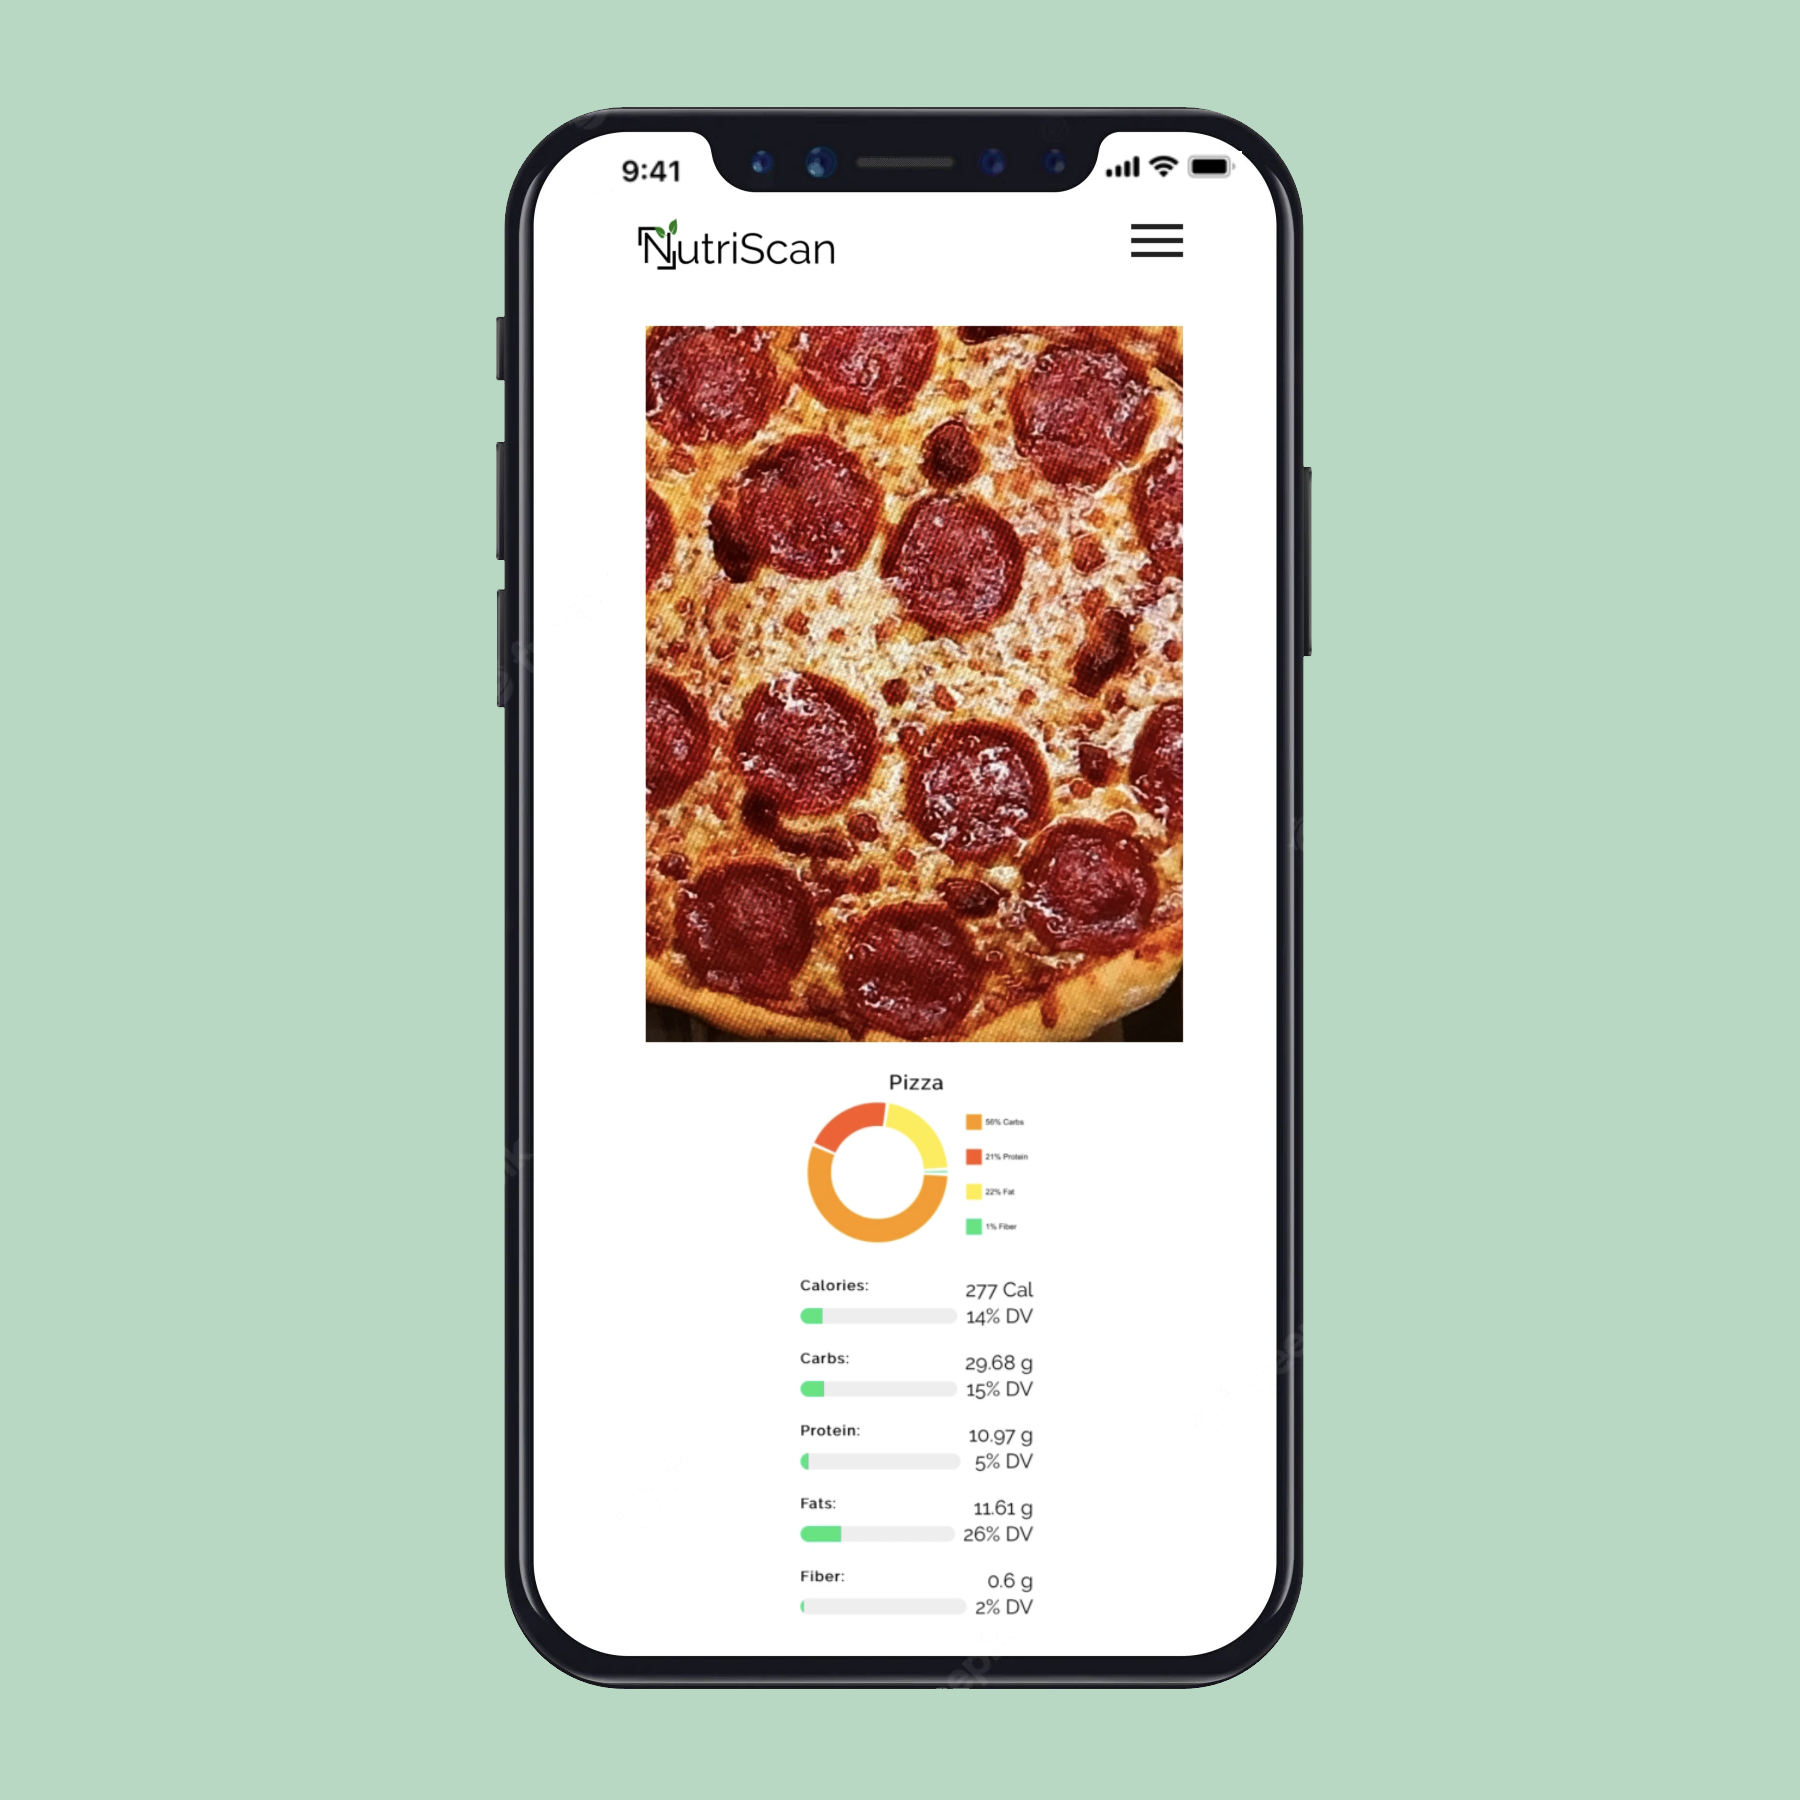 9:41
NutriScan
Pizza
56% Carbs
21% Protein
22% Fat
1% Fiber
Calories:
277 Cal
14% DV
Carbs:
29.68 g
15% DV
Protein:
10.97 g
5% DV
Fats:
11.61 g
26% DV
Fiber:
0.6 g
2% DV